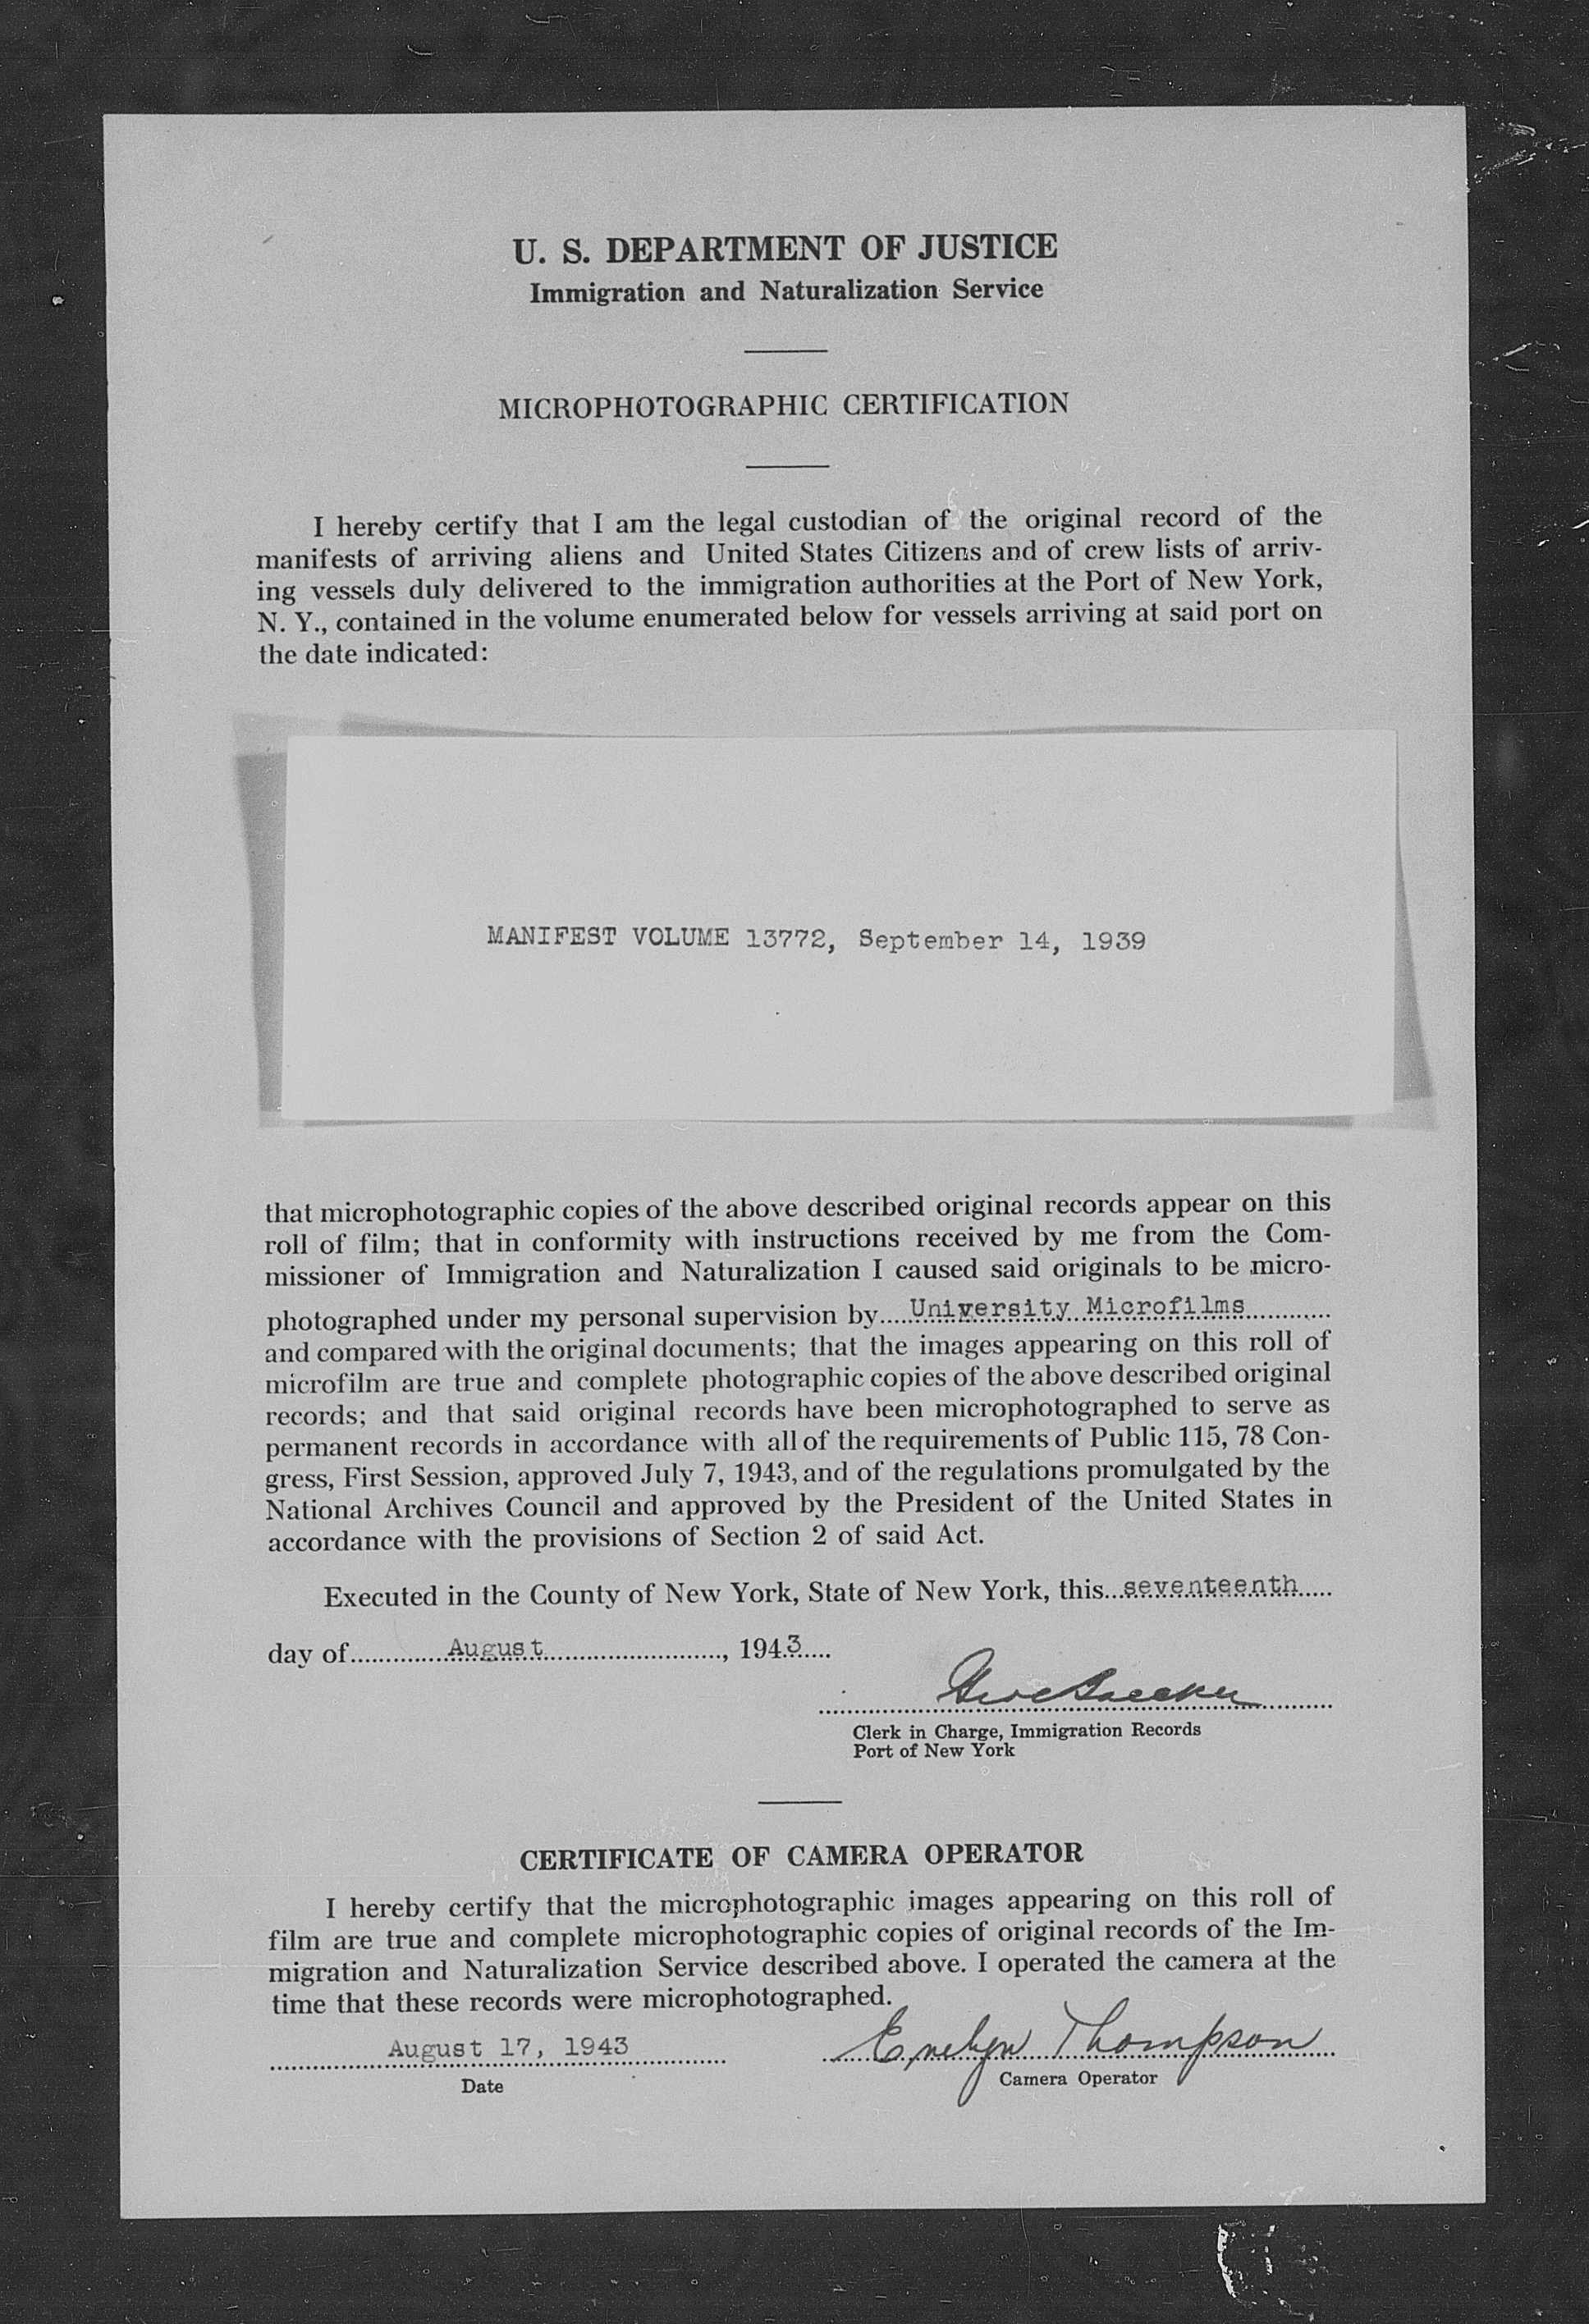 U. S. DEPARTMENT OF JUSTICE
Immigration and Naturalization Service
MICROPHOTOGRAPHIC CERTIFICATION
I hereby certify that I am the legal custodian of the original record of the
manifests of arriving aliens and United States Citizens and of crew lists of arriv-
ing vessels duly delivered to the immigration authorities at the Port of New York,
N. Y., contained in the volume enumerated below for vessels arriving at said port on
the date indicated:
MANIFEST VOLUME 13772, September 14, 1939
that microphotographic copies of the above described original records appear on this
roll of film; that in conformity with instructions received by me from the Com-
missioner of Immigration and Naturalization I caused said originals to be micro-
photographed under my personal supervision by University Microfilms
and compared with the original documents; that the images appearing on this roll of
microfilm are true and complete photographic copies of the above described original
records; and that said original records have been microphotographed to serve as
permanent records in accordance with all of the requirements of Public 115, 78 Con-
gress, First Session, approved July 7, 1943, and of the regulations promulgated by the
National Archives Council and approved by the President of the United States in
accordance with the provisions of Section 2 of said Act.
Executed in the County of New York, State of New York, this seventeenth
day of August, 1943
Clerk in Charge, Immigration Records
Port of New York
CERTIFICATE OF CAMERA OPERATOR
I hereby certify that the microphotographic images appearing on this roll of
film are true and complete microphotographic copies of original records of the Im-
migration and Naturalization Service described above. I operated the camera at the
time that these records were microphotographed.
August 17, 1943 Evelyn Thompson
Date Camera Operator